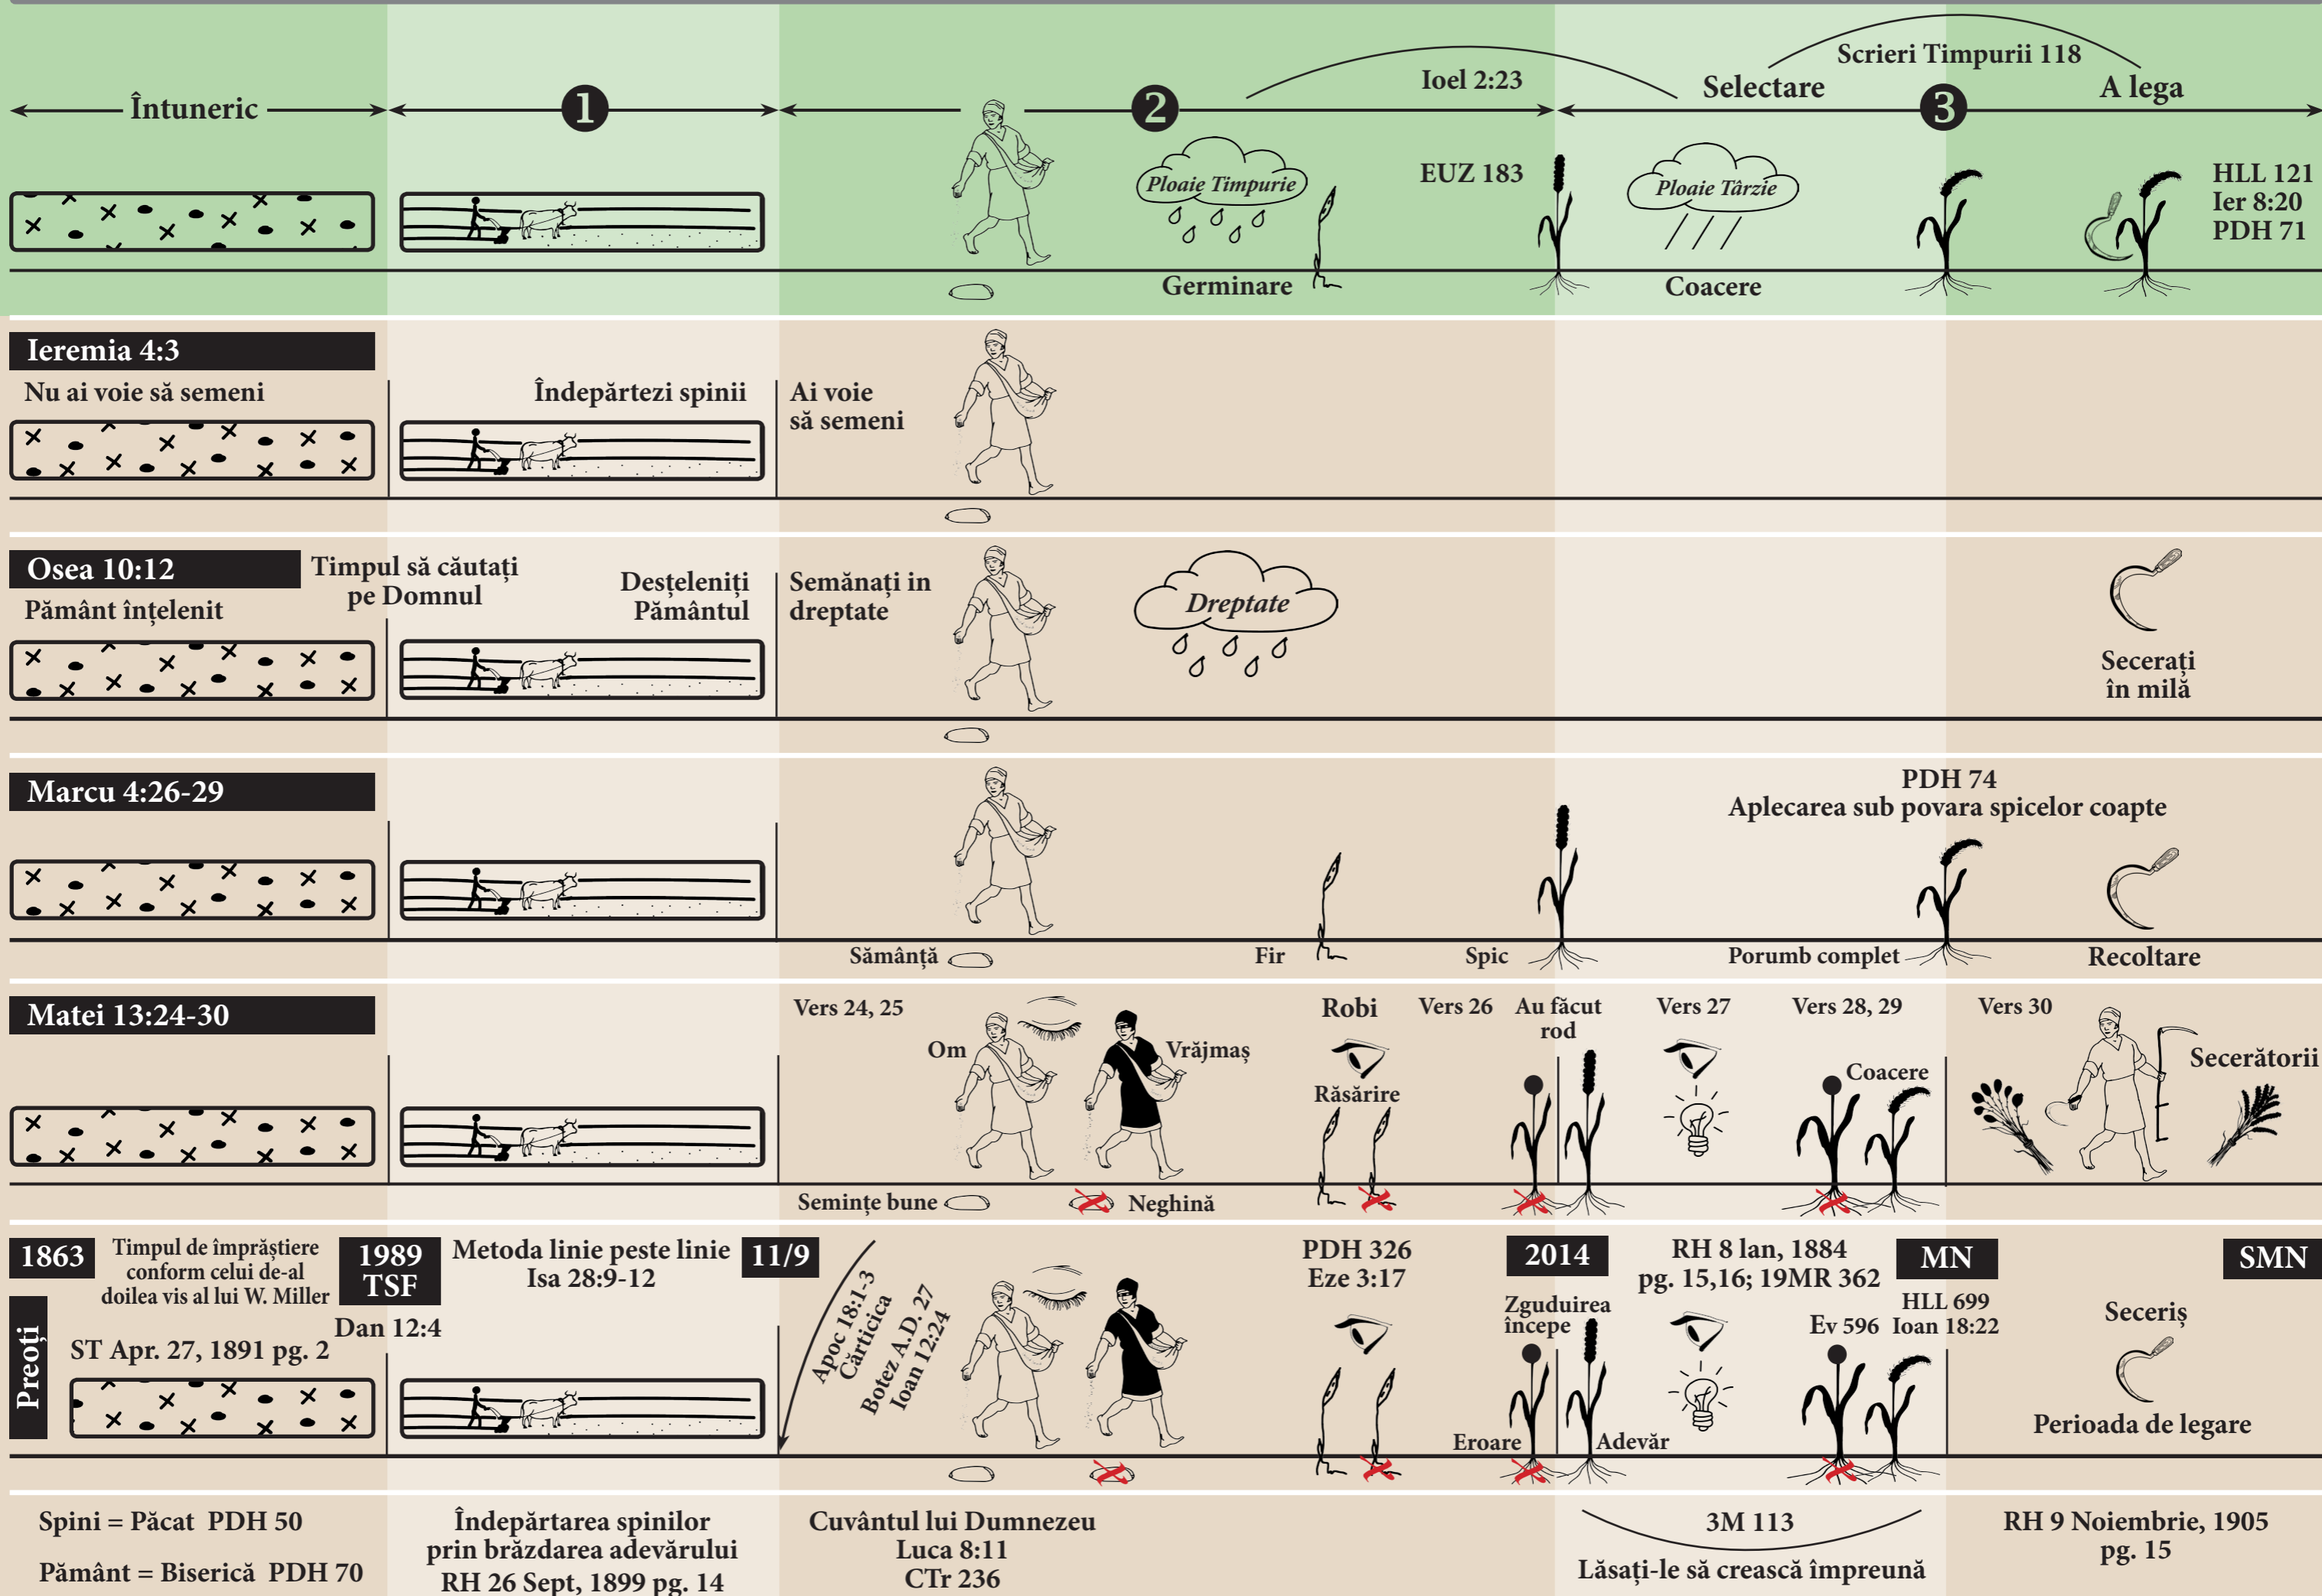 Întuneric
1
2
Ioel 2:23
Selectare
Scrieri Timpurii 118
3
A lega
Ploaie Timpurie
EUZ 183
Ploaie Târzie
HLL 121
Ier 8:20
PDH 71
Germinare
Coacere
Ieremia 4:3
Nu ai voie să semeni
Îndepărtezi spinii
Ai voie
să semeni
Osea 10:12
Pământ înțelenit
Timpul să căutați
pe Domnul
Desțeleniți
Pământul
Semănați in
dreptate
Dreptate
Secerați
în milă
Marcu 4:26-29
PDH 74
Aplecarea sub povara spicelor coapte
Sămânță
Fir
Spic
Porumb complet
Recoltare
Matei 13:24-30
Vers 24, 25
Om
Vrăjmaș
Robi
Răsărire
Vers 26
Au făcut
rod
Vers 27
Vers 28, 29
Coacere
Vers 30
Secerătorii
Semințe bune
Neghină
1863
Preoți
Timpul de împrăștiere
conform celui de-al
doilea vis al lui W. Miller
ST Apr. 27, 1891 pg. 2
1989
TSF
Dan 12:4
Metoda linie peste linie
Isa 28:9-12
11/9
Apoc 18:1-3
Cărticica
Botez A.D. 27
Ioan 12:24
PDH 326
Eze 3:17
2014
Zguduirea
începe
Eroare
Adevăr
RH 8 Ian, 1884
pg. 15,16; 19MR 362
Ev 596
MN
HLL 699
Ioan 18:22
SMN
Seceriș
Perioada de legare
Spini = Păcat PDH 50
Pământ = Biserică PDH 70
Îndepărtarea spinilor
prin brăzdarea adevărului
RH 26 Sept, 1899 pg. 14
Cuvântul lui Dumnezeu
Luca 8:11
CTr 236
3M 113
Lăsați-le să crească împreună
RH 9 Noiembrie, 1905
pg. 15